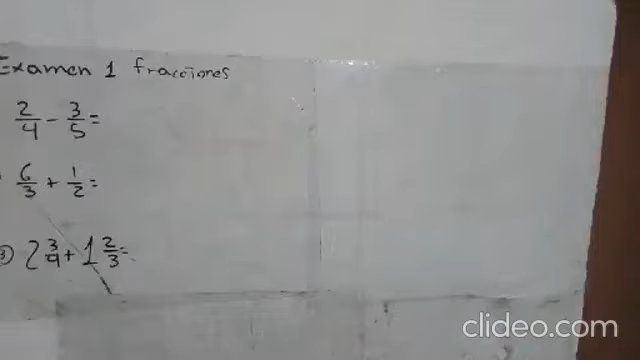 Examen 1 fracciones
2/4 - 3/5 =
6/3 + 1/2 =
3) 2 3/4 + 1 2/3 =
clideo.com